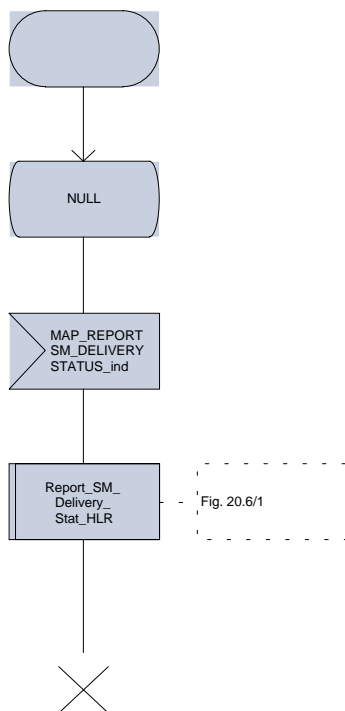 NULL
MAP_REPORT
SM_DELIVERY
STATUS_ind
Report_SM_
Delivery_
Stat_HLR
Fig. 20.6/1